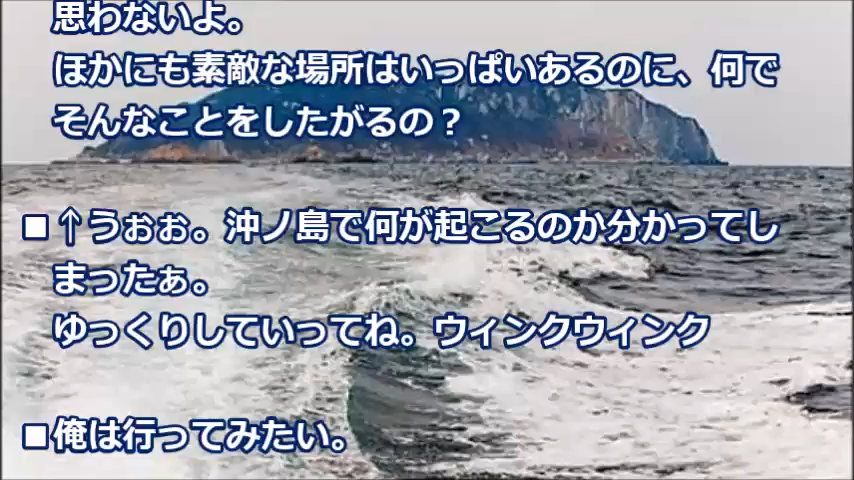 思わないよ。
ほかにも素敵な場所はいっぱいあるのに、何で
そんなことをしたがるの？
■↑うぉぉ。沖ノ島で何が起こるのか分かってし
まったぁ。
ゆっくりしていってね。ウィンクウィンク
■俺は行ってみたい。